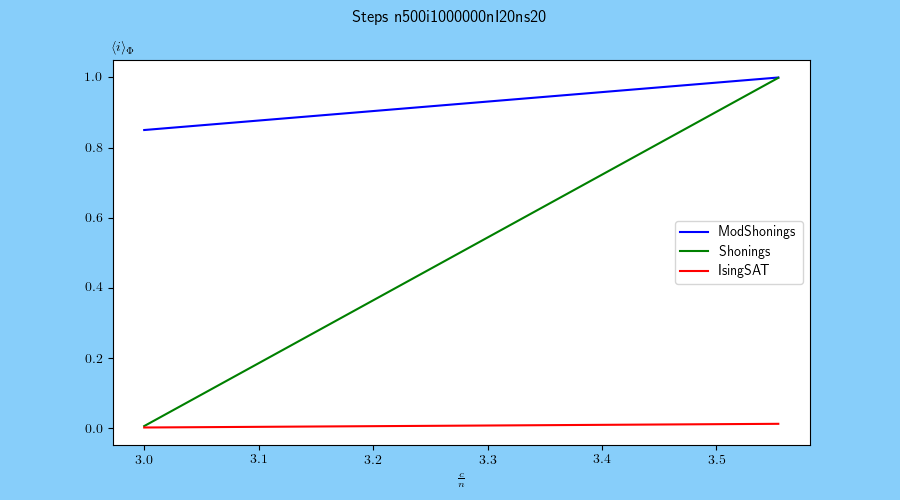 Steps n500i1000000nl20ns20
⟨i⟩Φ
1.0
0.8
0.6
0.4
0.2
0.0
ModShonings
Shonings
IsingSAT
3.0 3.1 3.2 3.3 3.4 3.5
c/n